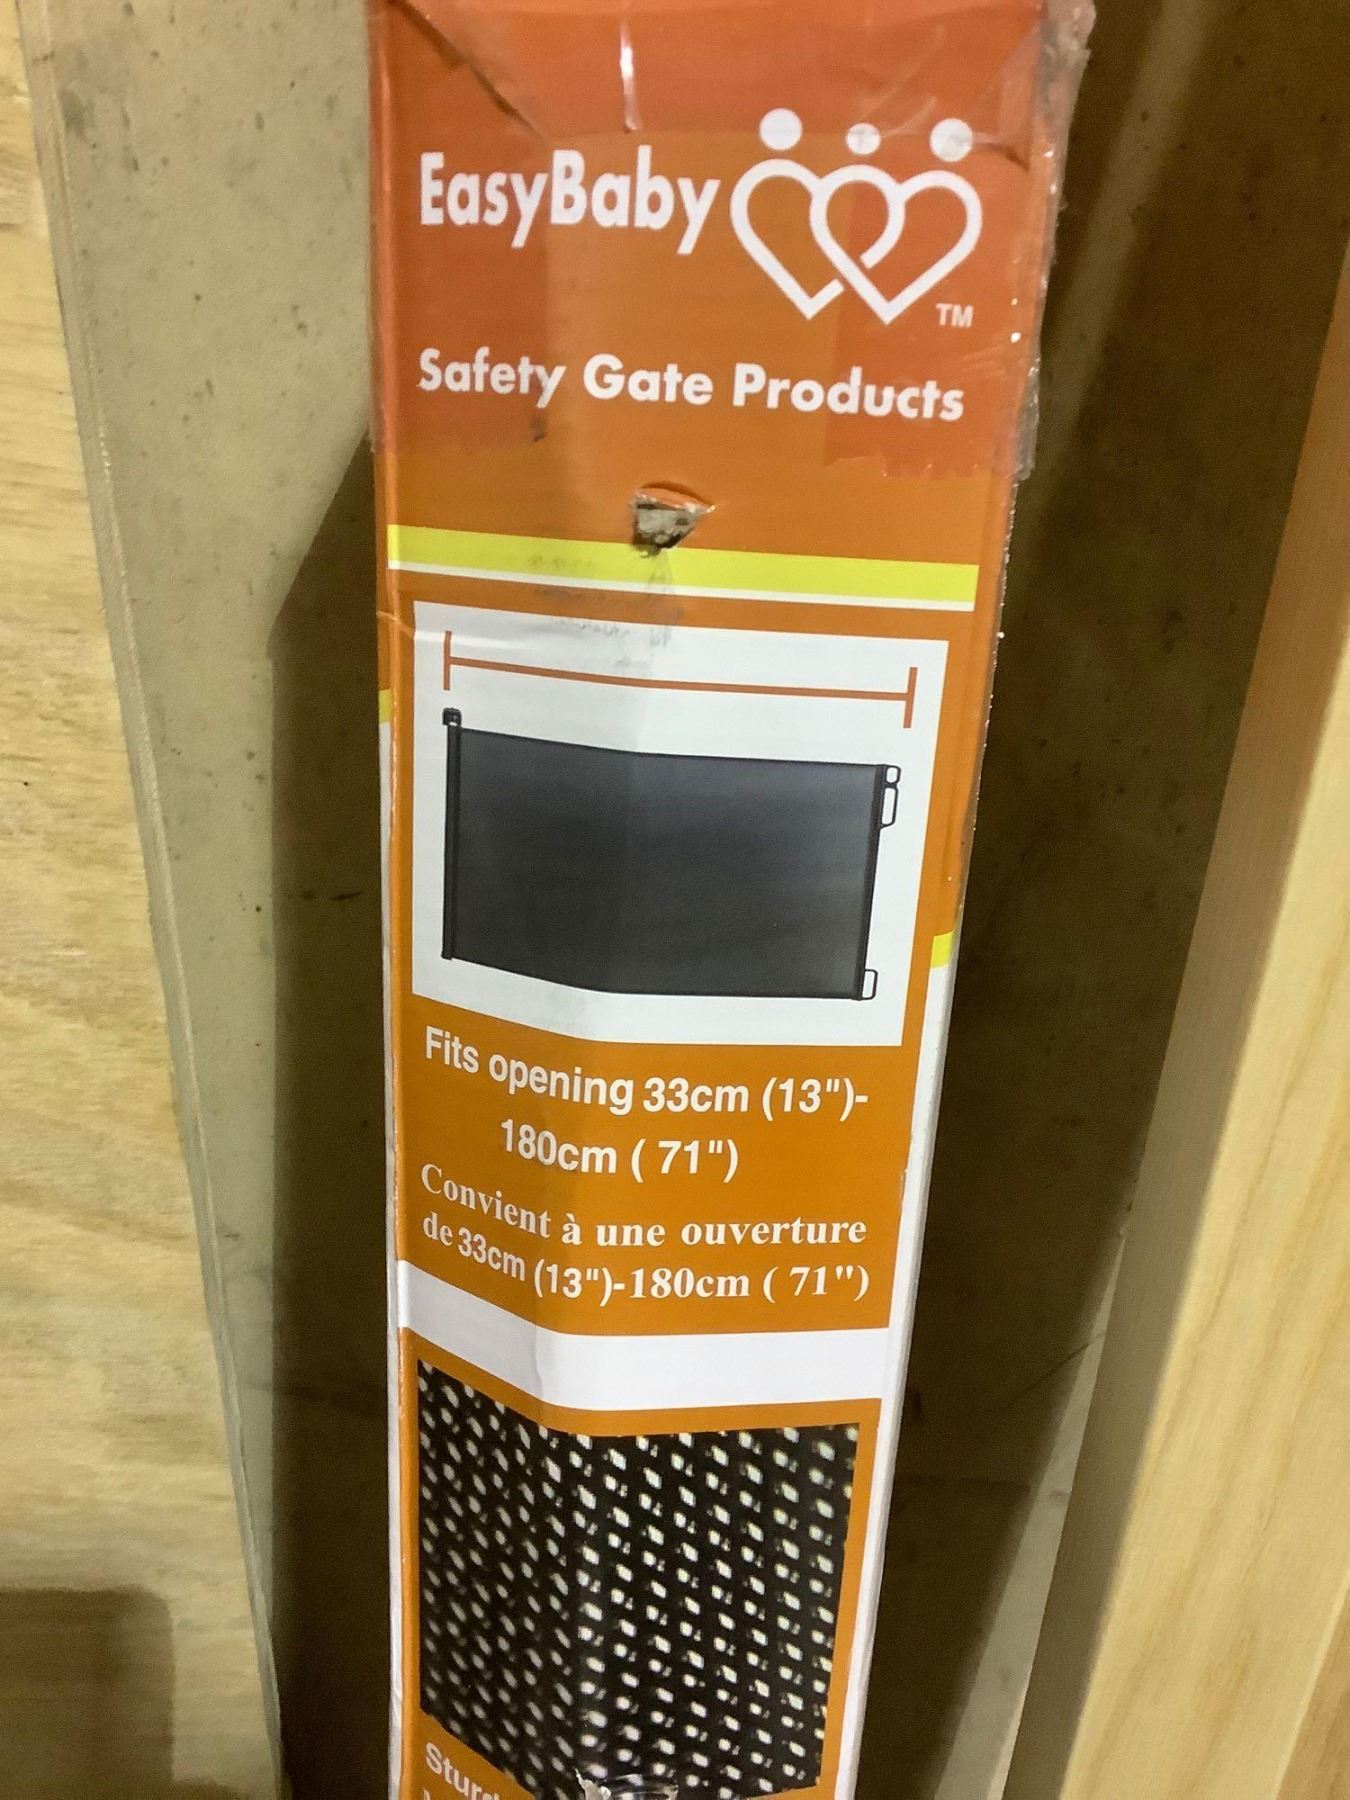 EasyBaby
TM
Safety Gate Products
Fits opening 33cm (13")-
180cm ( 71")
Convient à une ouverture
de 33cm (13")-180cm ( 71")